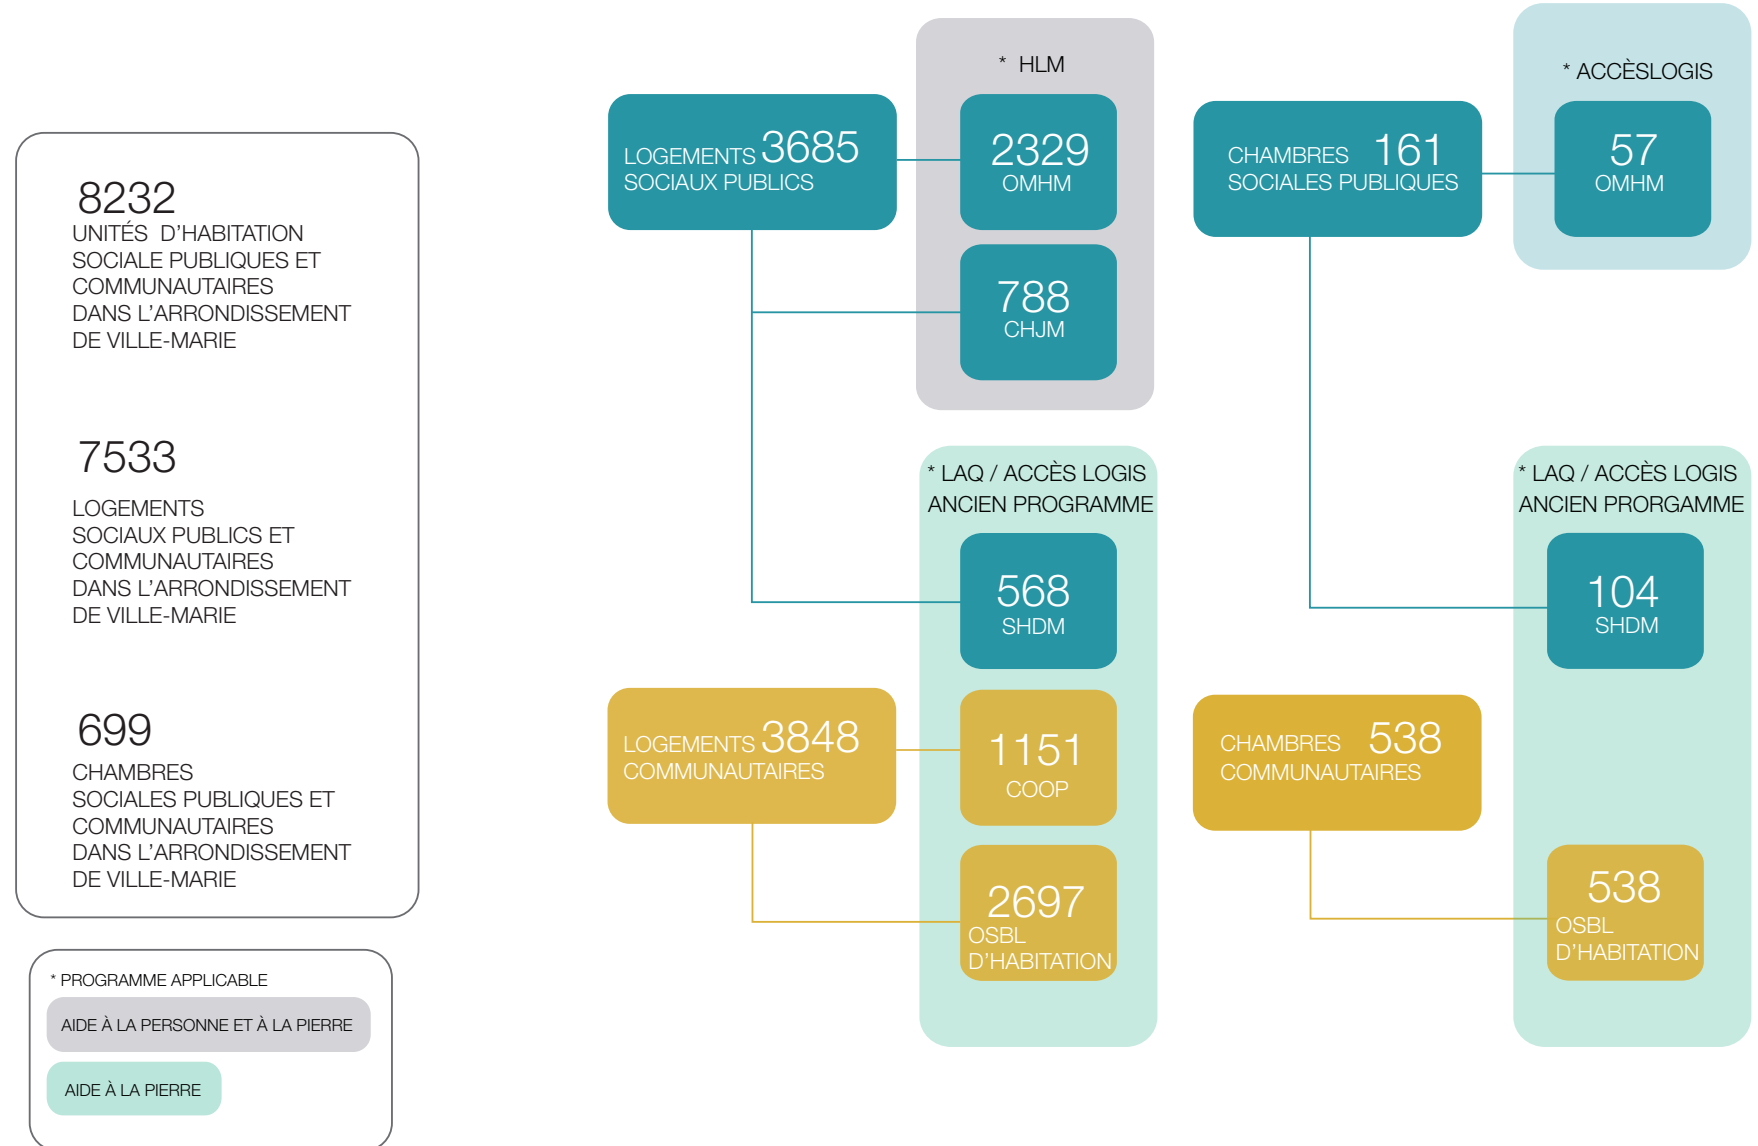 8232
UNITÉS D'HABITATION
SOCIALE PUBLIQUES ET
COMMUNAUTAIRES
DANS L'ARRONDISSEMENT
DE VILLE-MARIE
7533
LOGEMENTS
SOCIAUX PUBLICS ET
COMMUNAUTAIRES
DANS L'ARRONDISSEMENT
DE VILLE-MARIE
699
CHAMBRES
SOCIALES PUBLIQUES ET
COMMUNAUTAIRES
DANS L'ARRONDISSEMENT
DE VILLE-MARIE
* PROGRAMME APPLICABLE
AIDE À LA PERSONNE ET À LA PIERRE
AIDE À LA PIERRE
LOGEMENTS 3685
SOCIAUX PUBLICS
* HLM
2329
OMHM
788
CHJM
* LAQ / ACCÈS LOGIS
ANCIEN PROGRAMME
568
SHDM
LOGEMENTS 3848
COMMUNAUTAIRES
1151
COOP
2697
OSBL
D'HABITATION
CHAMBRES 161
SOCIALES PUBLIQUES
* ACCÈSLOGIS
57
OMHM
* LAQ / ACCÈS LOGIS
ANCIEN PRORGAMME
104
SHDM
CHAMBRES 538
COMMUNAUTAIRES
538
OSBL
D'HABITATION